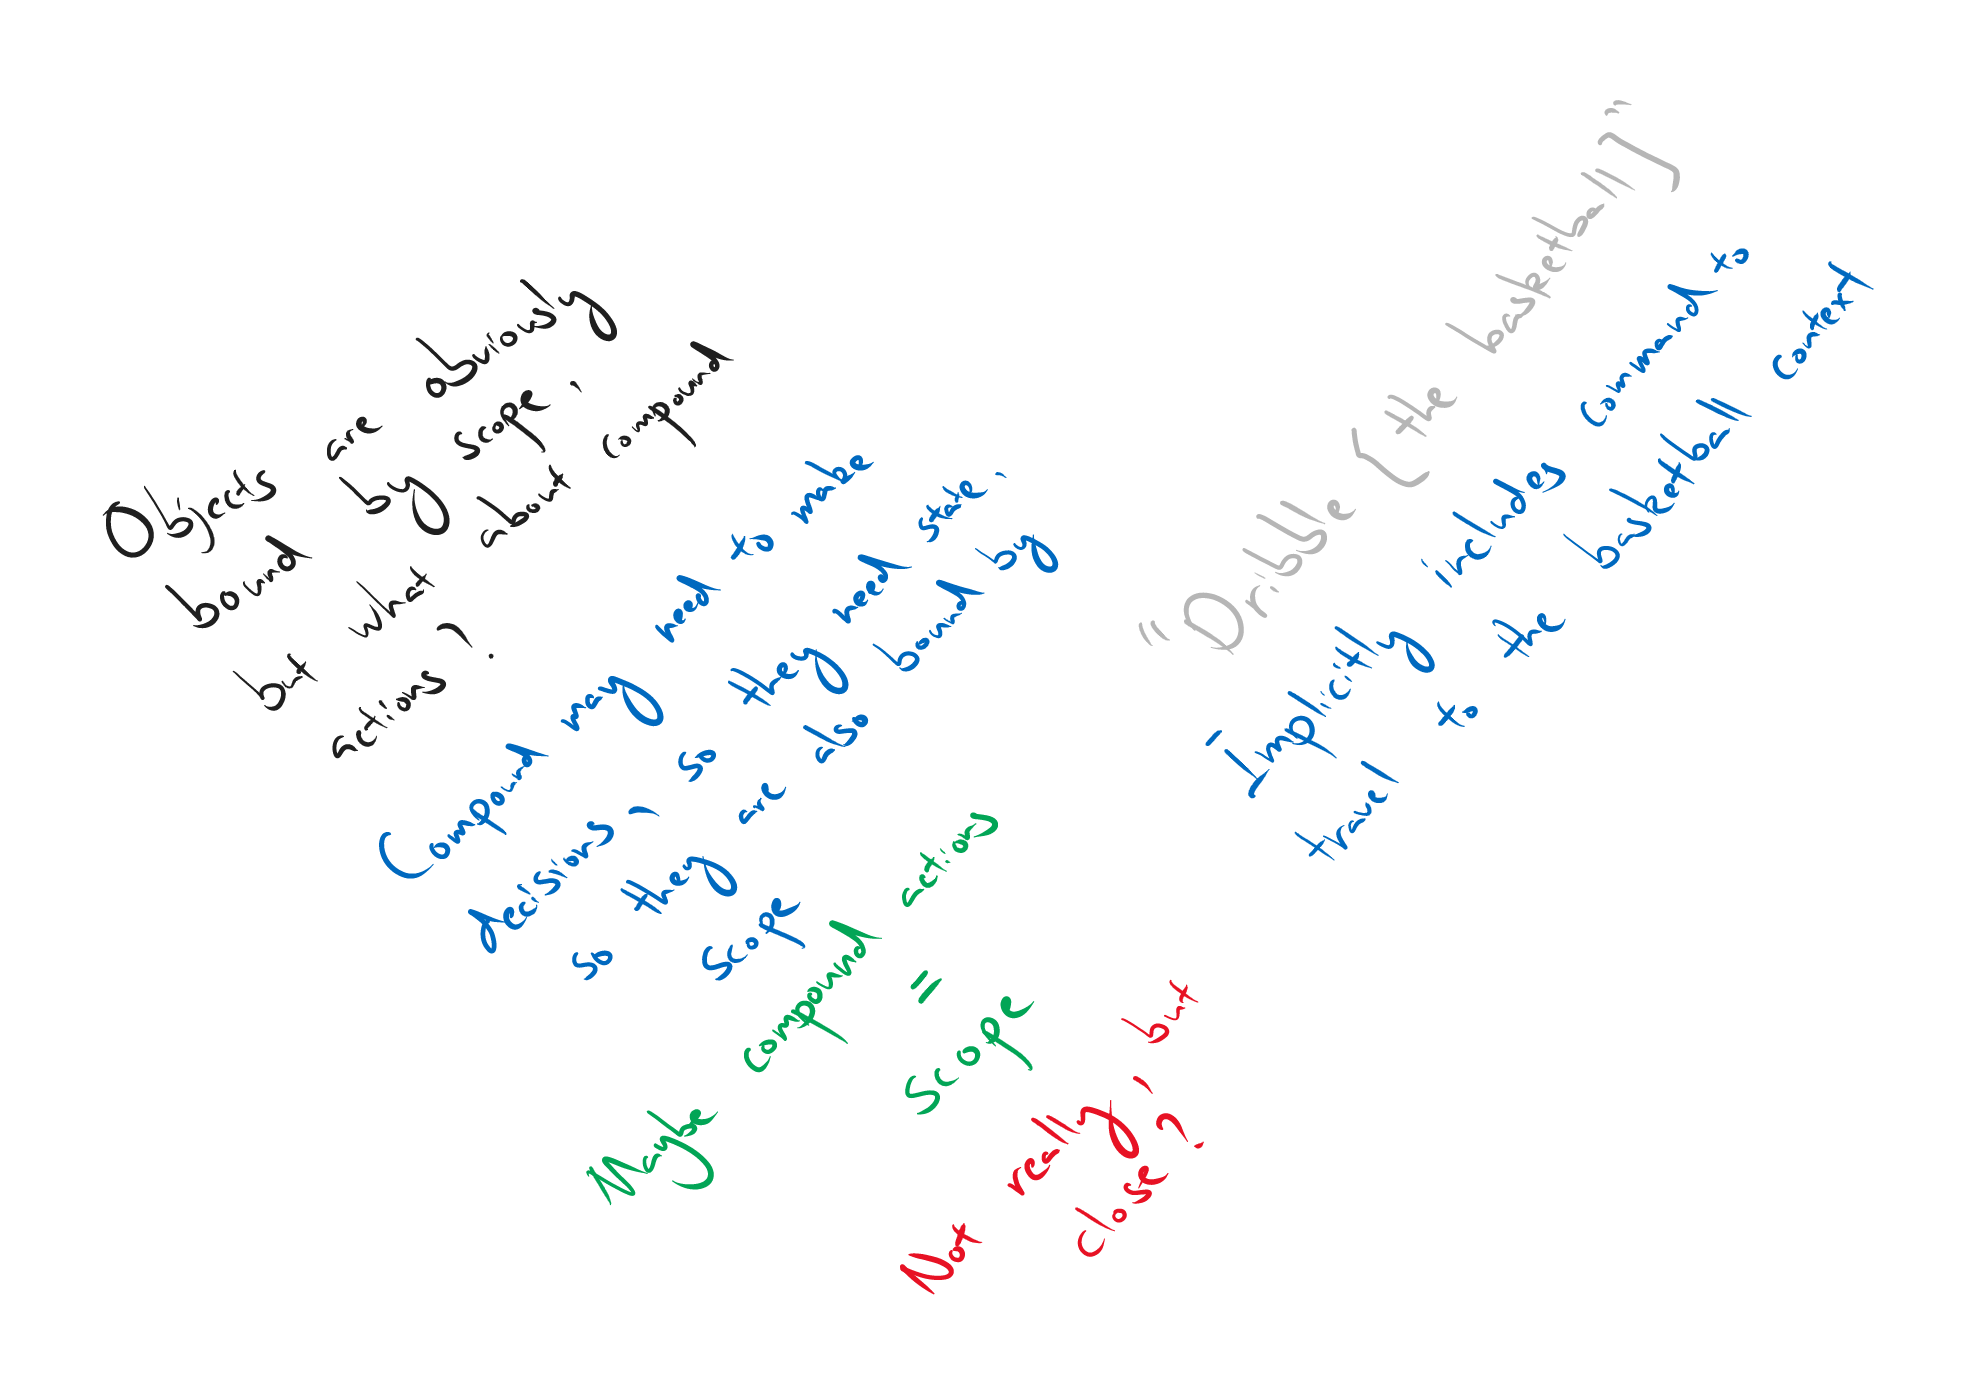 Objects are obviously
bound by scope,
but what about compound
actions?
Compound may need to make
decisions, so they need state,
so they are also bound by
scope
Maybe compound actions
=
scope
Not really, but
close?
"Dribble [the basketball]"
- Implicitly includes command to
travel to the basketball context